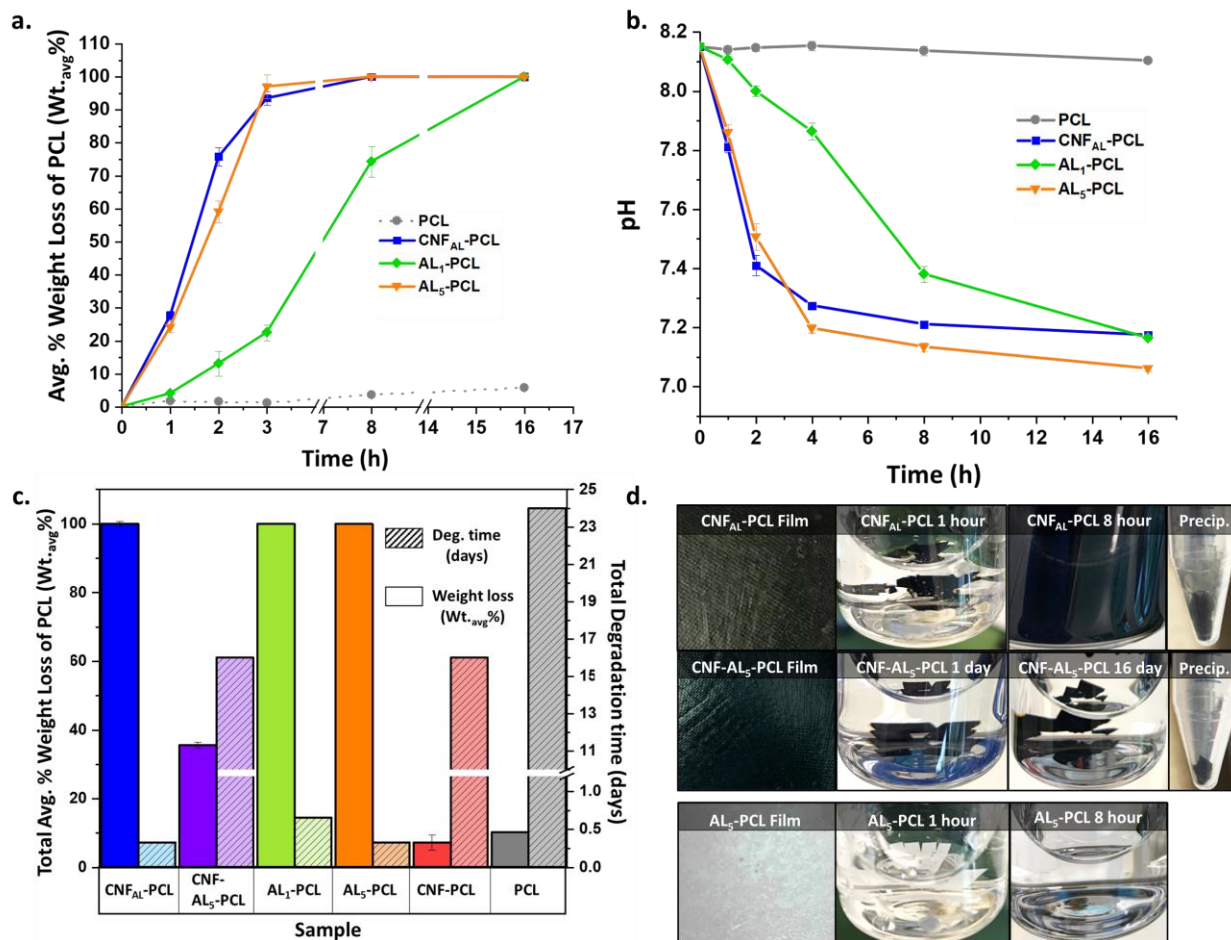 a.
Avg. % Weight Loss of PCL (Wt.avg%)
110
100
90
80
70
60
50
40
30
20
10
0
PCL
CNFAL-PCL
AL1-PCL
AL5-PCL
0 1 2 3 7 8 14 16 17
Time (h)
b.
pH
8.2
8.0
7.8
7.6
7.4
7.2
7.0
PCL
CNFAL-PCL
AL1-PCL
AL5-PCL
0 2 4 6 8 10 12 14 16
Time (h)
c.
Total Avg. % Weight Loss of PCL (Wt.avg%)
100
80
60
40
20
0
Deg. time
(days)
Weight loss
(Wt.avg%)
25
24
23
22
21
20
19
18
17
16
15
14
13
12
11
1.0
0.5
0.0
Total Degradation time (days)
CNFAL-PCL
CNF-
AL5-PCL
AL1-PCL
AL5-PCL
CNF-PCL
PCL
Sample
d.
CNFAL-PCL Film
CNFAL-PCL 1 hour
CNFAL-PCL 8 hour
Precip.
CNF-AL5-PCL Film
CNF-AL5-PCL 1 day
CNF-AL5-PCL 16 day
Precip.
AL5-PCL Film
AL5-PCL 1 hour
AL5-PCL 8 hour